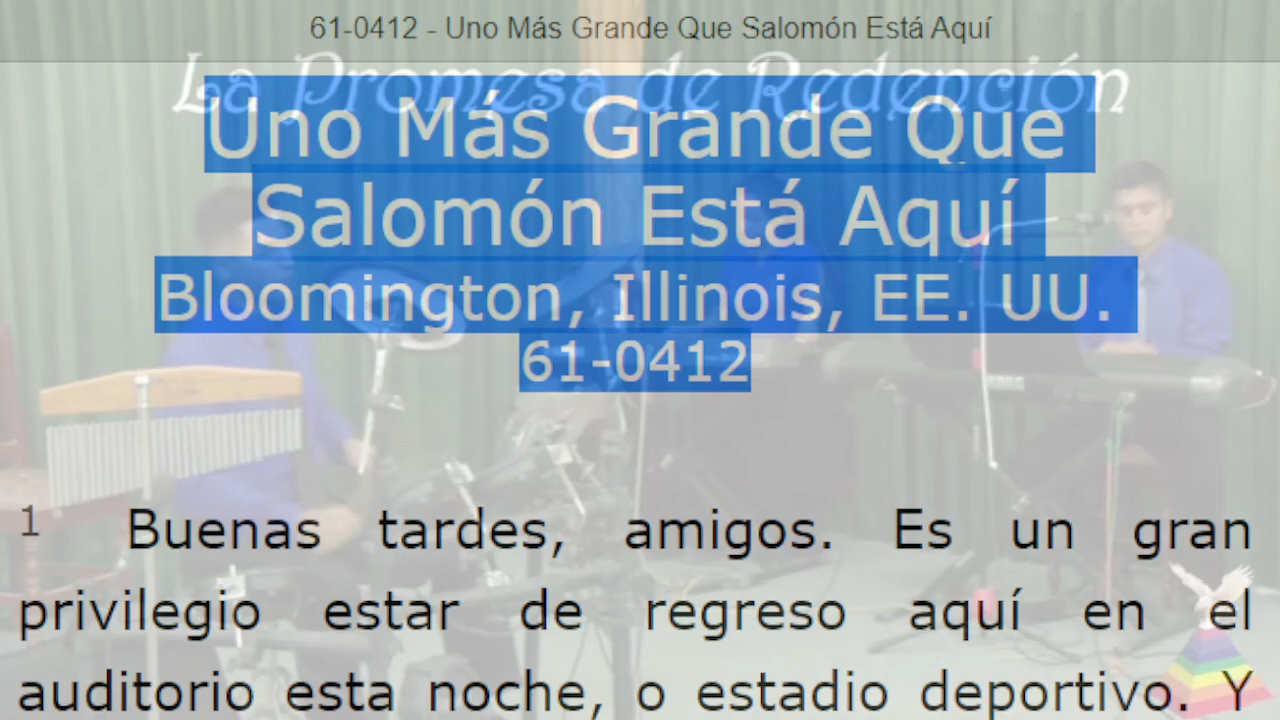 61-0412 - Uno Más Grande Que Salomón Está Aquí
La Promesa de Redención
Uno Más Grande Que
Salomón Está Aquí
Bloomington, Illinois, EE. UU.
61-0412
1 Buenas tardes, amigos. Es un gran
privilegio estar de regreso aquí en el
auditorio esta noche, o estadio deportivo. Y
KORG